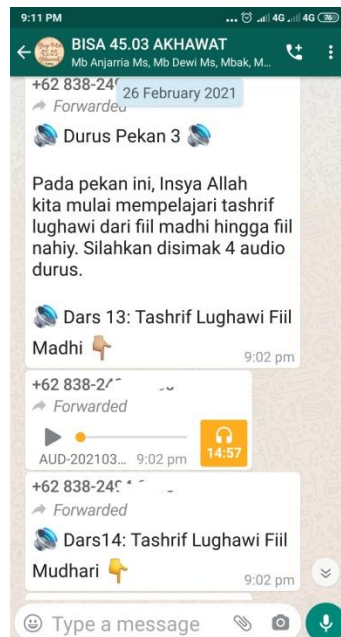 9:11 PM
4G 4G 76
BISA 45.03 AKHAWAT
Mb Anjarria Ms, Mb Dewi Ms, Mbak, M...
+62 838-249
26 February 2021
Forwarded
Durus Pekan 3
Pada pekan ini, Insya Allah
kita mulai mempelajari tashrif
lughawi dari fiil madhi hingga fiil
nahiy. Silahkan disimak 4 audio
durus.
Dars 13: Tashrif Lughawi Fiil
Madhi
9:02 pm
+62 838-2
Forwarded
14:57
AUD-202103... 9:02 pm
+62 838-249
Forwarded
Dars14: Tashrif Lughawi Fiil
Mudhari
9:02 pm
Type a message